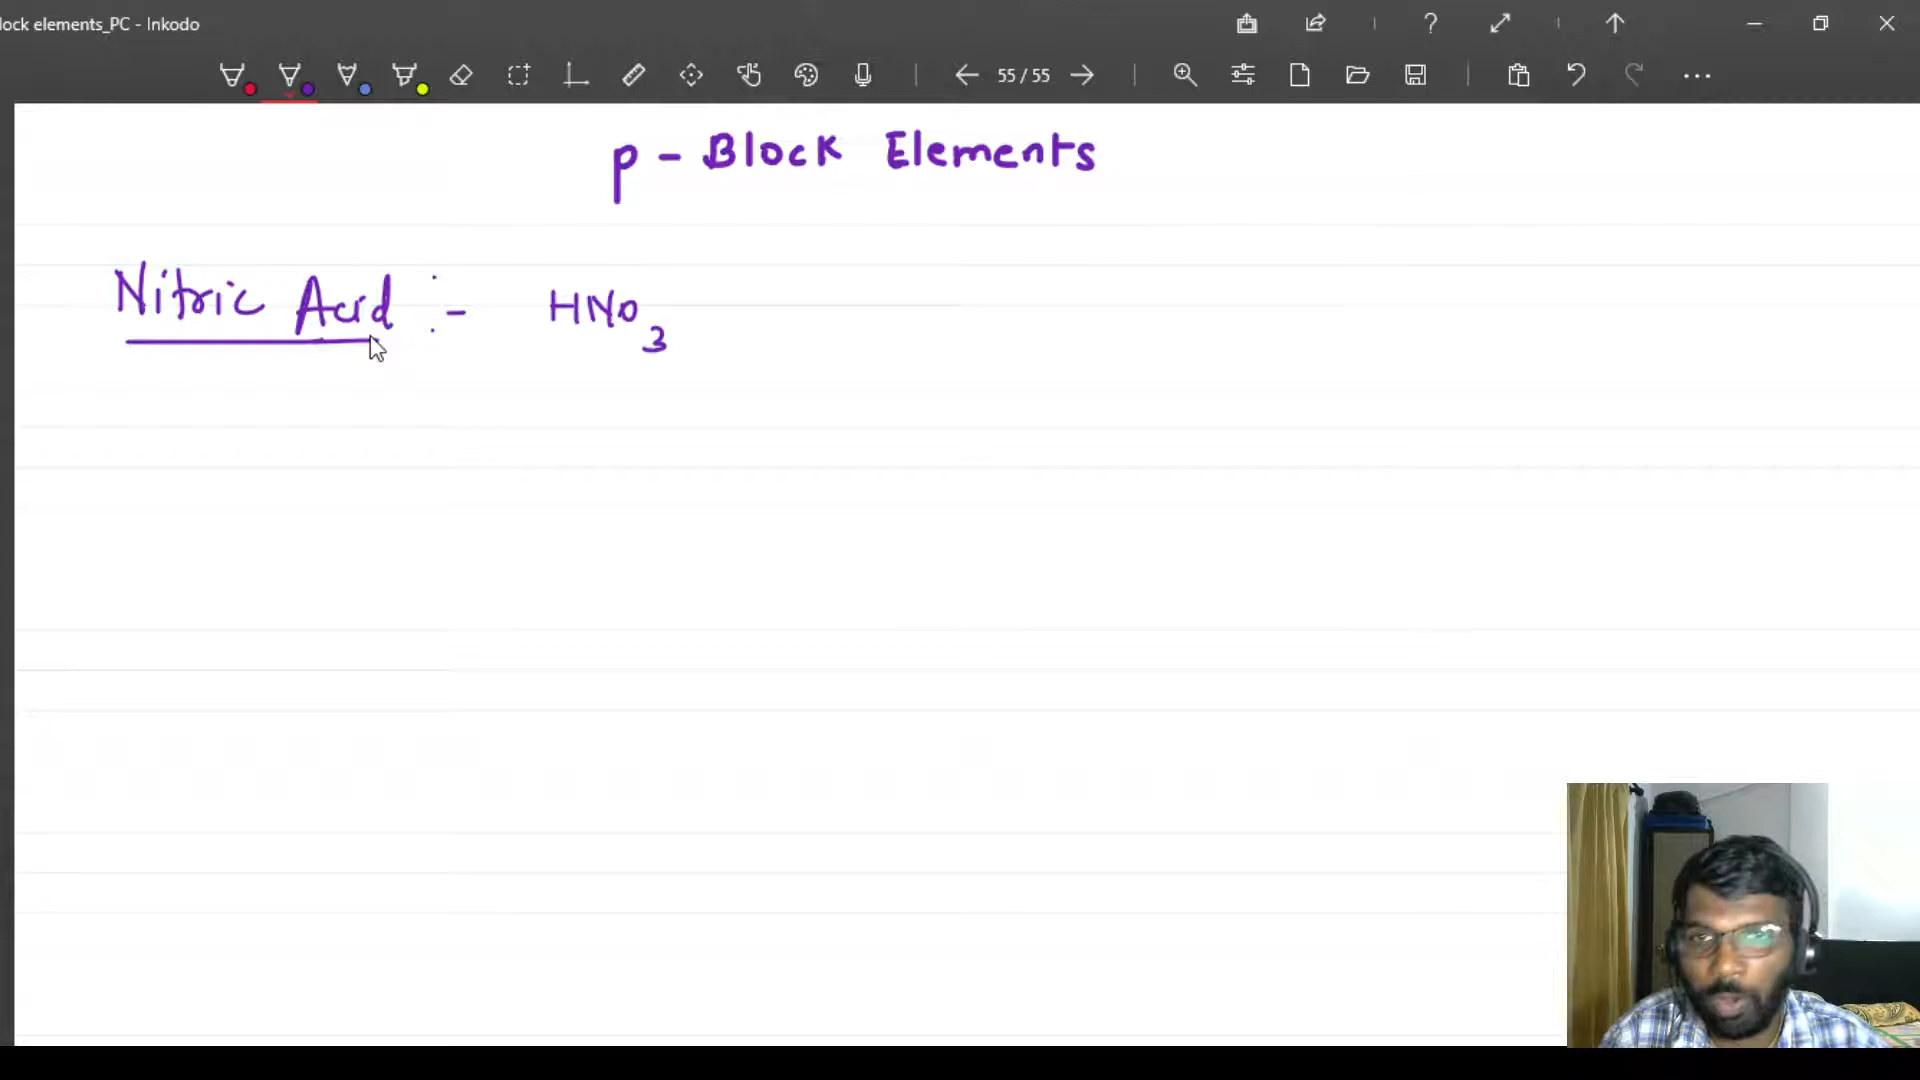 lock elements_PC - Inkodo
55 / 55
p - Block Elements
Nitric Acid :- HNO3